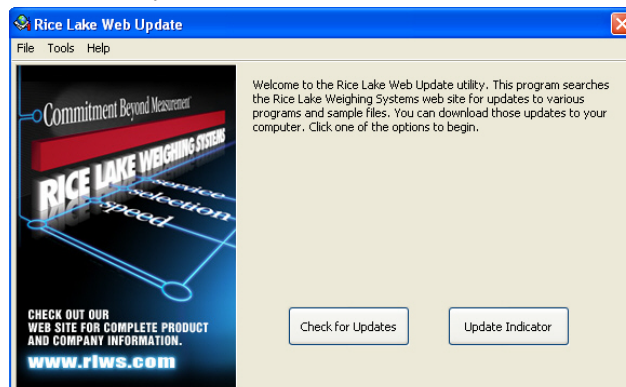 Rice Lake Web Update
File Tools Help
Commitment Beyond Measurement
RICE LAKE WEIGHING SYSTEMS
service
selection
speed
CHECK OUT OUR
WEB SITE FOR COMPLETE PRODUCT
AND COMPANY INFORMATION.
www.rlws.com
Welcome to the Rice Lake Web Update utility. This program searches
the Rice Lake Weighing Systems web site for updates to various
programs and sample files. You can download those updates to your
computer. Click one of the options to begin.
Check for Updates
Update Indicator